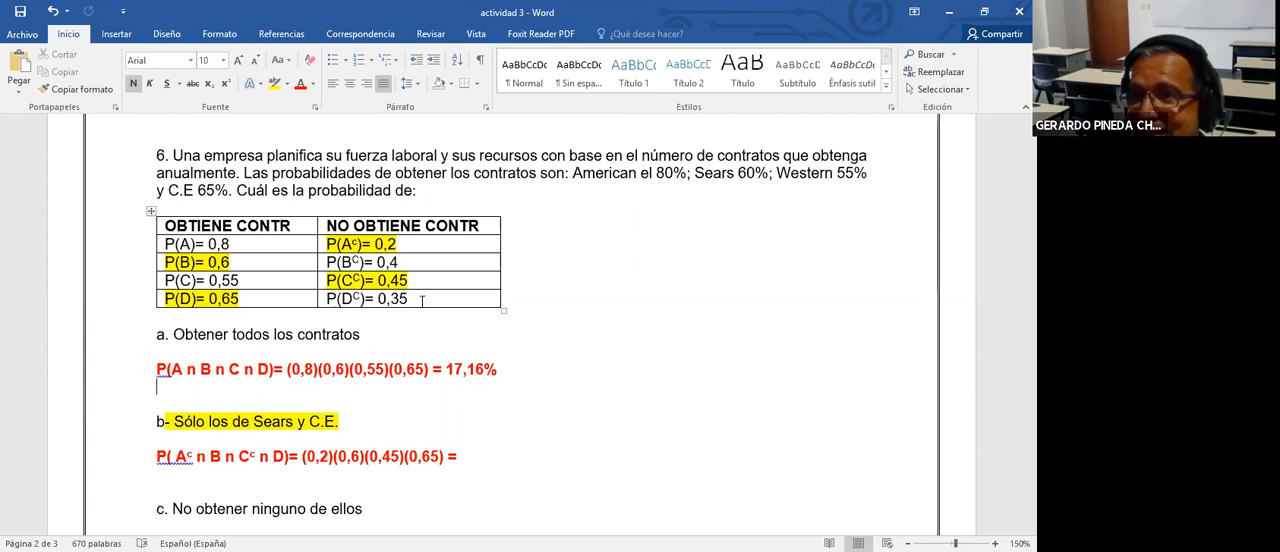 actividad 3 - Word
Archivo Inicio Insertar Diseño Formato Referencias Correspondencia Revisar Vista Foxit Reader PDF ¿Qué desea hacer? Compartir
Pegar
Cortar
Copiar
Copiar formato
Portapapeles
Arial 10
Fuente
Párrafo
AaBbCcDc AaBbCcDc AaBbCc AaBbCc AaB AaBbCcC AaBbCcDc
¶ Normal ¶ Sin espa... Título 1 Título 2 Título Subtítulo Énfasis sutil
Estilos
Buscar
Reemplazar
Seleccionar
Edición
GERARDO PINEDA CH...
6. Una empresa planifica su fuerza laboral y sus recursos con base en el número de contratos que obtenga
anualmente. Las probabilidades de obtener los contratos son: American el 80%; Sears 60%; Western 55%
y C.E 65%. Cuál es la probabilidad de:
OBTIENE CONTR NO OBTIENE CONTR
P(A)= 0,8 P(Aᶜ)= 0,2
P(B)= 0,6 P(Bᶜ)= 0,4
P(C)= 0,55 P(Cᶜ)= 0,45
P(D)= 0,65 P(Dᶜ)= 0,35
a. Obtener todos los contratos
P(A n B n C n D)= (0,8)(0,6)(0,55)(0,65) = 17,16%
b- Sólo los de Sears y C.E.
P( Aᶜ n B n Cᶜ n D)= (0,2)(0,6)(0,45)(0,65) =
c. No obtener ninguno de ellos
Página 2 de 3 670 palabras Español (España) 150%